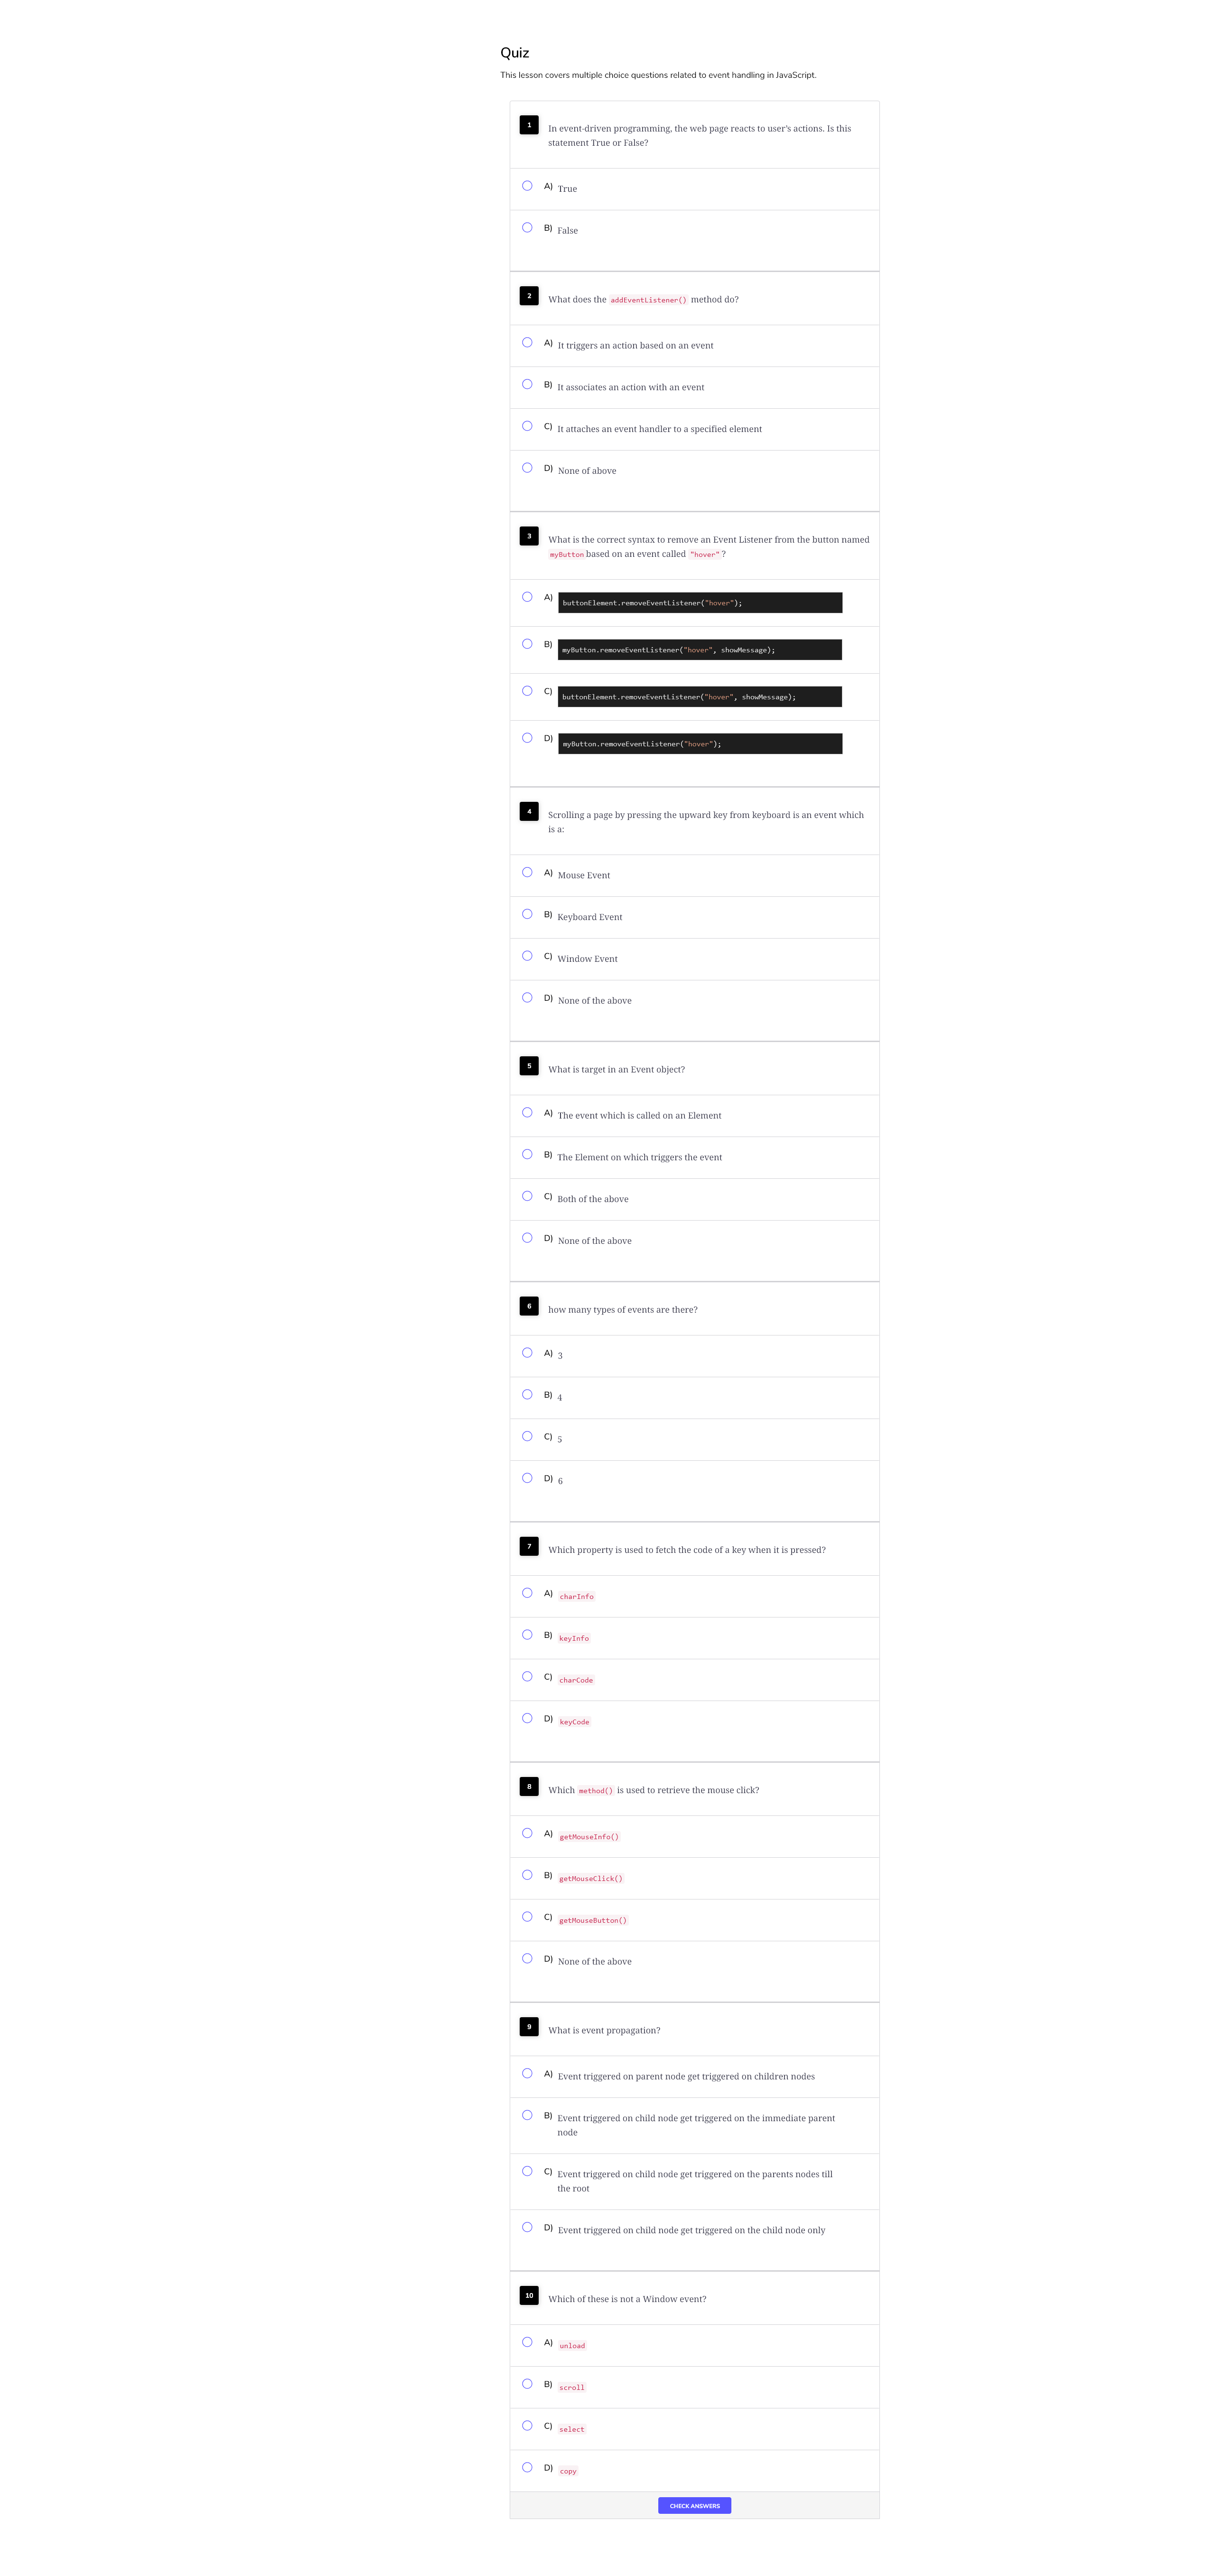 Quiz
This lesson covers multiple choice questions related to event handling in JavaScript.
1
In event-driven programming, the web page reacts to user's actions. Is this
statement True or False?
A) True
B) False
2
What does the addEventListener() method do?
A) It triggers an action based on an event
B) It associates an action with an event
C) It attaches an event handler to a specified element
D) None of above
3
What is the correct syntax to remove an Event Listener from the button named
myButton based on an event called "hover" ?
A) buttonElement.removeEventListener("hover");
B) myButton.removeEventListener("hover", showMessage);
C) buttonElement.removeEventListener("hover", showMessage);
D) myButton.removeEventListener("hover");
4
Scrolling a page by pressing the upward key from keyboard is an event which
is a:
A) Mouse Event
B) Keyboard Event
C) Window Event
D) None of the above
5
What is target in an Event object?
A) The event which is called on an Element
B) The Element on which triggers the event
C) Both of the above
D) None of the above
6
how many types of events are there?
A) 3
B) 4
C) 5
D) 6
7
Which property is used to fetch the code of a key when it is pressed?
A) charInfo
B) keyInfo
C) charCode
D) keyCode
8
Which method() is used to retrieve the mouse click?
A) getMouseInfo()
B) getMouseClick()
C) getMouseButton()
D) None of the above
9
What is event propagation?
A) Event triggered on parent node get triggered on children nodes
B) Event triggered on child node get triggered on the immediate parent
node
C) Event triggered on child node get triggered on the parents nodes till
the root
D) Event triggered on child node get triggered on the child node only
10
Which of these is not a Window event?
A) unload
B) scroll
C) select
D) copy
CHECK ANSWERS